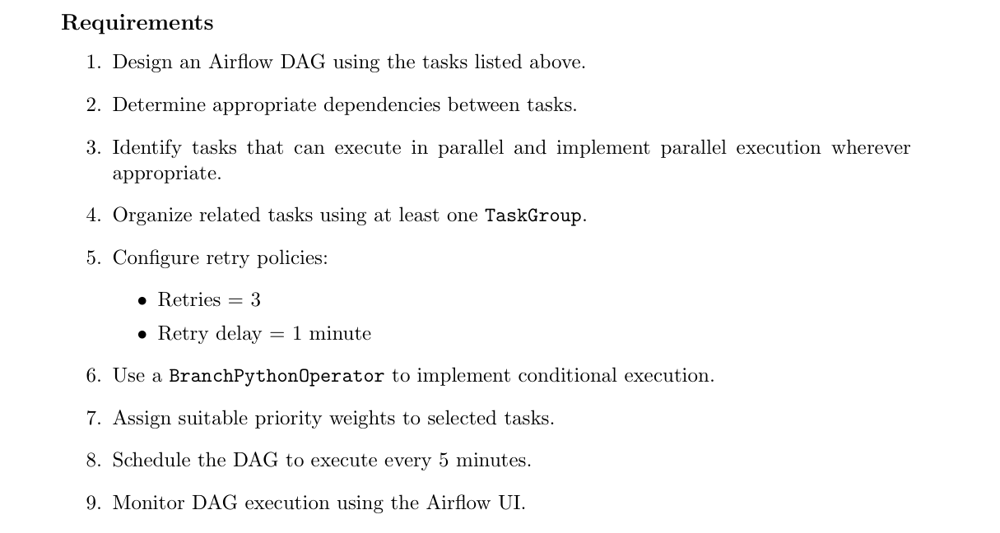 Requirements
1. Design an Airflow DAG using the tasks listed above.
2. Determine appropriate dependencies between tasks.
3. Identify tasks that can execute in parallel and implement parallel execution wherever
appropriate.
4. Organize related tasks using at least one TaskGroup.
5. Configure retry policies:
• Retries = 3
• Retry delay = 1 minute
6. Use a BranchPythonOperator to implement conditional execution.
7. Assign suitable priority weights to selected tasks.
8. Schedule the DAG to execute every 5 minutes.
9. Monitor DAG execution using the Airflow UI.